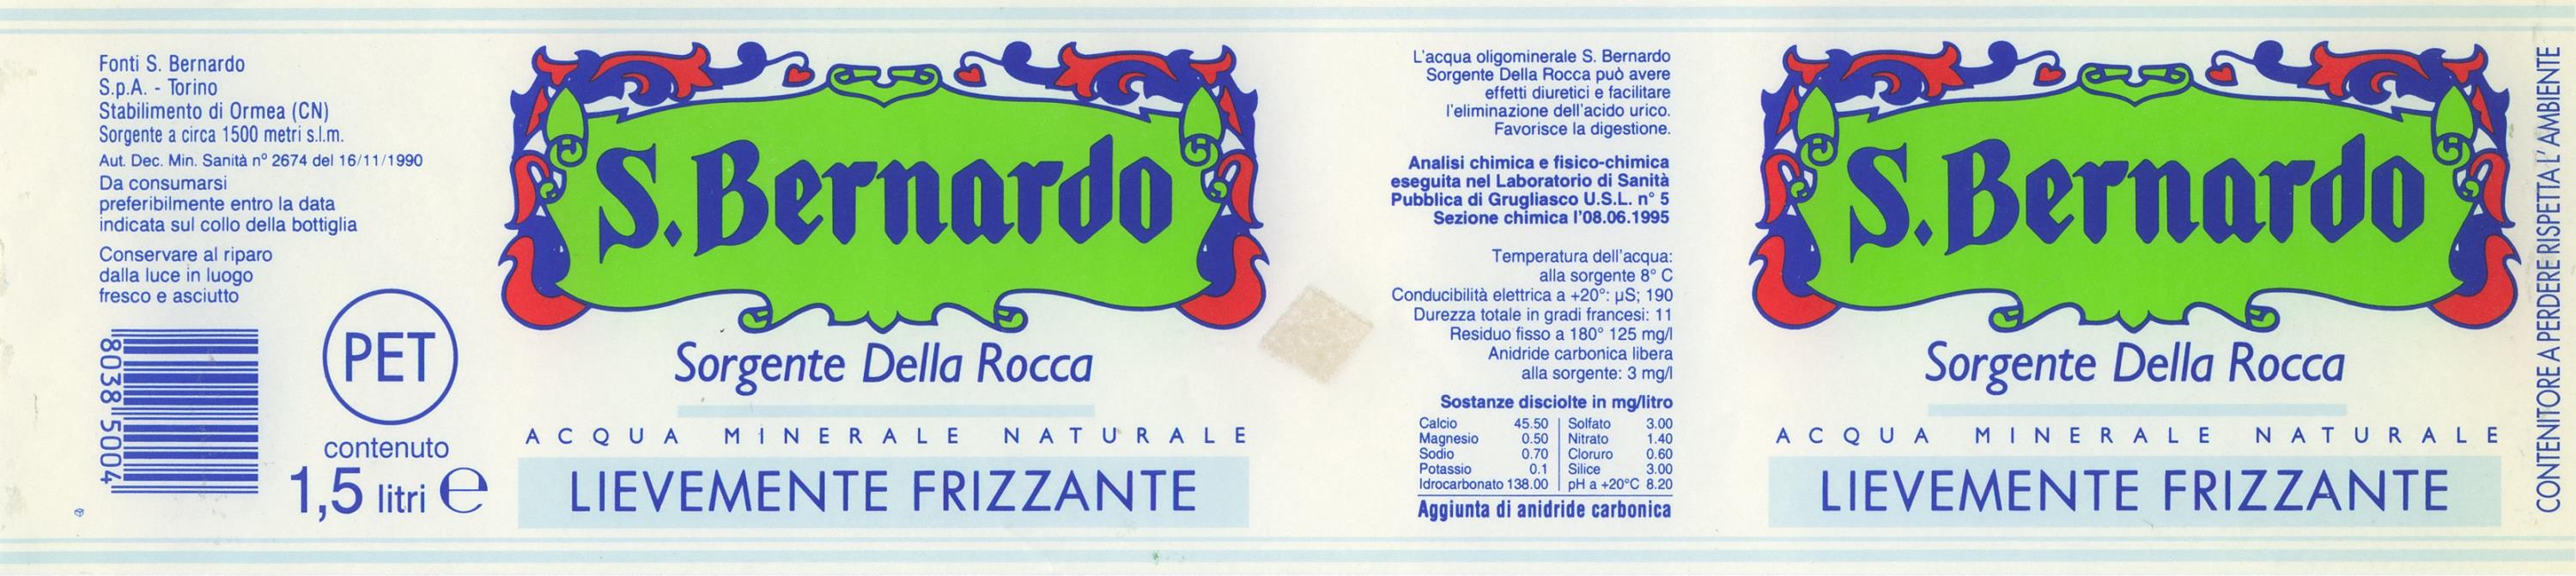 Fonti S. Bernardo
S.p.A. - Torino
Stabilimento di Ormea (CN)
Sorgente a circa 1500 metri s.l.m.
Aut. Dec. Min. Sanità n° 2674 del 16/11/1990
Da consumarsi
preferibilmente entro la data
indicata sul collo della bottiglia
Conservare al riparo
dalla luce in luogo
fresco e asciutto
8038 5004
PET
contenuto
1,5 litri ℮
S. Bernardo
Sorgente Della Rocca
ACQUA MINERALE NATURALE
LIEVEMENTE FRIZZANTE
L'acqua oligominerale S. Bernardo
Sorgente Della Rocca può avere
effetti diuretici e facilitare
l'eliminazione dell'acido urico.
Favorisce la digestione.
Analisi chimica e fisico-chimica
eseguita nel Laboratorio di Sanità
Pubblica di Grugliasco U.S.L. n° 5
Sezione chimica l'08.06.1995
Temperatura dell'acqua:
alla sorgente 8° C
Conducibilità elettrica a +20°: µS; 190
Durezza totale in gradi francesi: 11
Residuo fisso a 180° 125 mg/l
Anidride carbonica libera
alla sorgente: 3 mg/l
Sostanze disciolte in mg/litro
Calcio 45.50 Solfato 3.00
Magnesio 0.50 Nitrato 1.40
Sodio 0.70 Cloruro 0.60
Potassio 0.1 Silice 3.00
Idrocarbonato 138.00 pH a +20°C 8.20
Aggiunta di anidride carbonica
S. Bernardo
Sorgente Della Rocca
ACQUA MINERALE NATURALE
LIEVEMENTE FRIZZANTE
CONTENITORE A PERDERE RISPETTA L'AMBIENTE